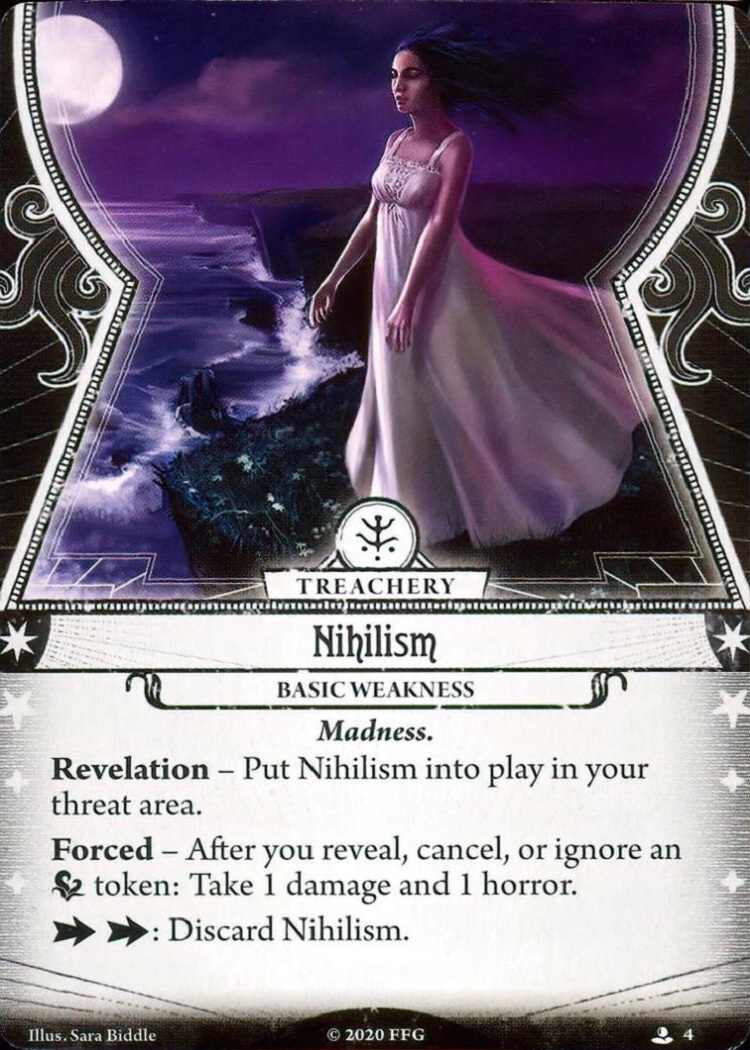 TREACHERY
Nihilism
BASIC WEAKNESS
Madness.
Revelation – Put Nihilism into play in your
threat area.
Forced – After you reveal, cancel, or ignore an
token: Take 1 damage and 1 horror.
: Discard Nihilism.
Illus. Sara Biddle
© 2020 FFG
4